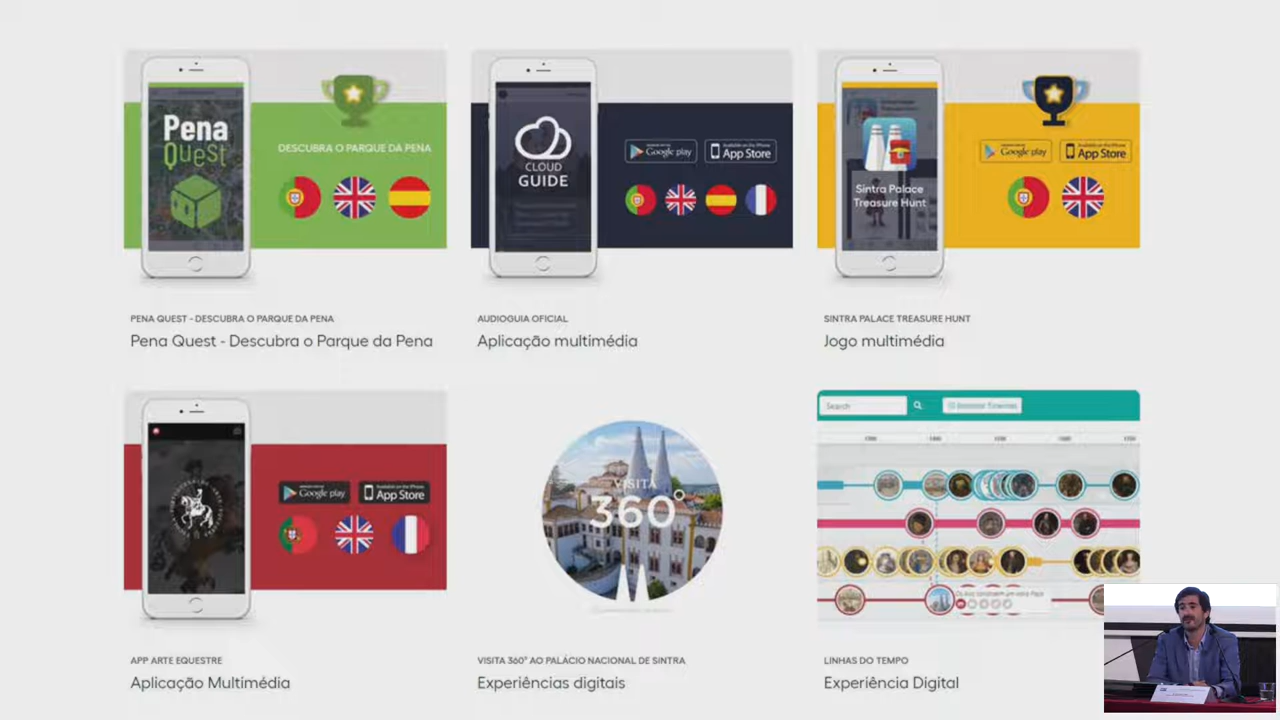 Pena
Quest
DESCUBRA O PARQUE DA PENA
CLOUD
GUIDE
Google play
App Store
Sintra Palace
Treasure Hunt
Google play
App Store
PENA QUEST - DESCUBRA O PARQUE DA PENA
Pena Quest - Descubra o Parque da Pena
AUDIOGUIA OFICIAL
Aplicação multimédia
SINTRA PALACE TREASURE HUNT
Jogo multimédia
Google play
App Store
VISITA
360°
Search
APP ARTE EQUESTRE
Aplicação Multimédia
VISITA 360° AO PALÁCIO NACIONAL DE SINTRA
Experiências digitais
LINHAS DO TEMPO
Experiência Digital